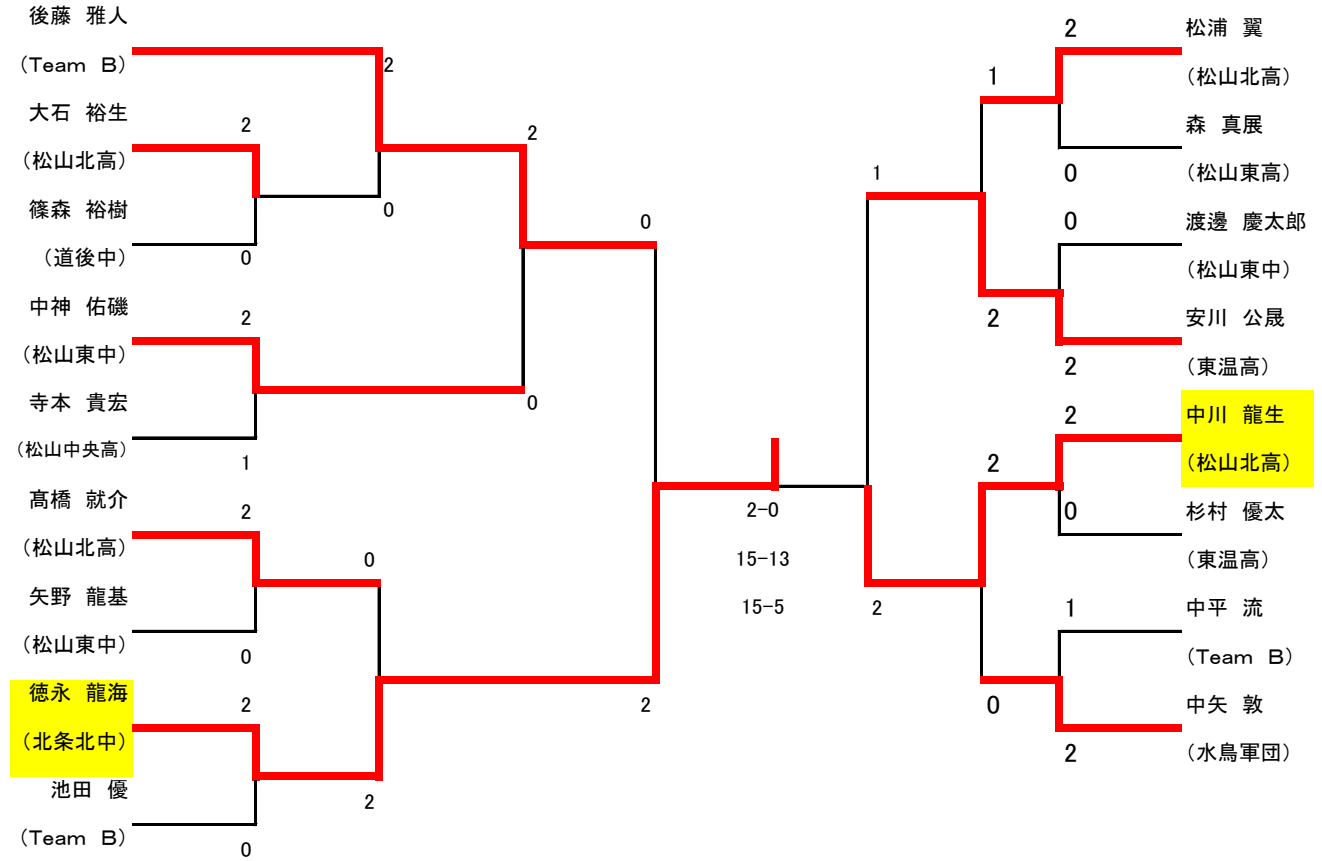 後藤 雅人
(Team B)
2
大石 裕生
2
(松山北高)
2
篠森 裕樹
0
(道後中)
0
0
中神 佑磯
2
(松山東中)
寺本 貴宏
0
(松山中央高)
1
髙橋 就介
2
(松山北高)
0
矢野 龍基
(松山東中)
0
徳永 龍海
2
2
(北条北中)
池田 優
2
(Team B)
0
2-0
15-13
15-5
2
松浦 翼
1
(松山北高)
森 真展
1
0
(松山東高)
0
渡邊 慶太郎
(松山東中)
2
安川 公晟
2
(東温高)
2
中川 龍生
2
(松山北高)
0
杉村 優太
(東温高)
2
1
中平 流
(Team B)
0
中矢 敦
2
(水鳥軍団)